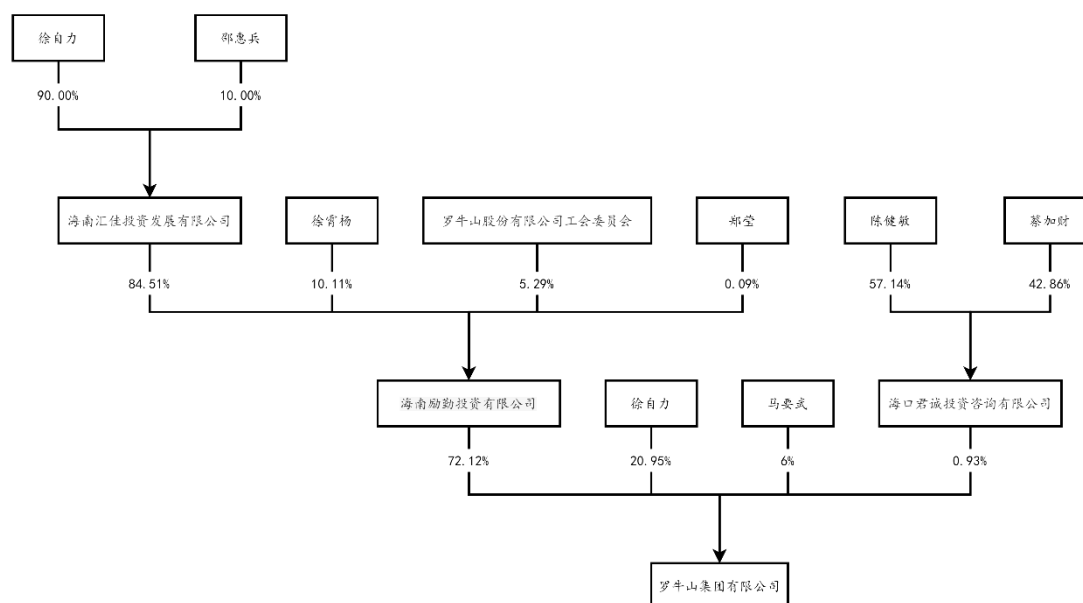 徐自力
邵惠兵
90.00%
10.00%
海南汇佳投资发展有限公司
徐霄杨
罗牛山股份有限公司工会委员会
郑莹
陈健敏
蔡加财
84.51%
10.11%
5.29%
0.09%
57.14%
42.86%
海南励勤投资有限公司
徐自力
马要武
海口君诚投资咨询有限公司
72.12%
20.95%
6%
0.93%
罗牛山集团有限公司